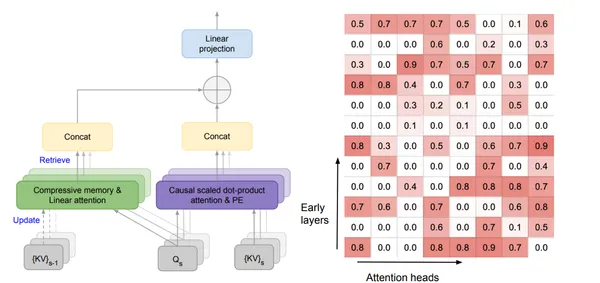 Linear
projection
Concat
Concat
Retrieve
Compressive memory &
Linear attention
Causal scaled dot-product
attention & PE
Update
{KV}s-1
Qs
{KV}s
0.5 0.7 0.7 0.7 0.5 0.0 0.1 0.6
0.0 0.0 0.0 0.6 0.0 0.2 0.0 0.3
0.3 0.0 0.9 0.7 0.5 0.7 0.0 0.7
0.8 0.8 0.4 0.0 0.7 0.0 0.3 0.0
0.0 0.0 0.3 0.2 0.1 0.0 0.5 0.0
0.0 0.0 0.1 0.0 0.1 0.0 0.0 0.0
0.8 0.3 0.0 0.5 0.0 0.6 0.7 0.9
0.0 0.7 0.0 0.0 0.0 0.7 0.0 0.4
0.0 0.0 0.4 0.0 0.8 0.8 0.8 0.7
0.7 0.6 0.0 0.7 0.0 0.0 0.6 0.8
0.0 0.0 0.0 0.6 0.0 0.7 0.1 0.5
0.8 0.0 0.0 0.8 0.8 0.9 0.7 0.0
Early
layers
Attention heads